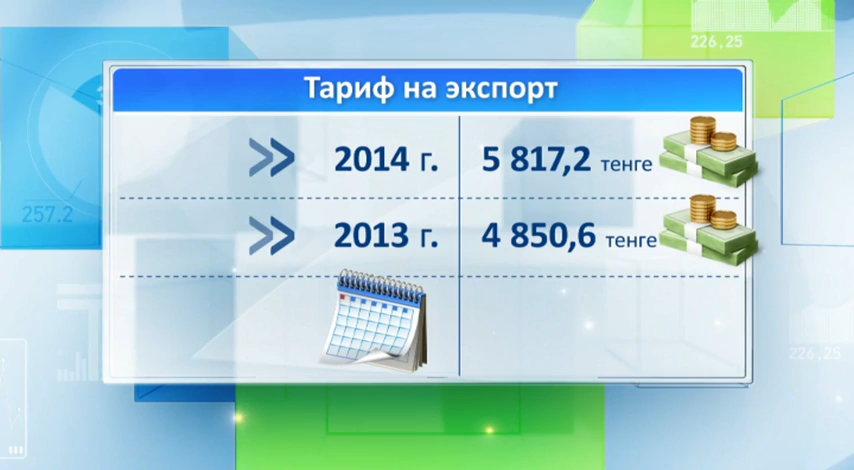 226,25
Тариф на экспорт
2014 г. 5 817,2 тенге
257.2
2013 г. 4 850,6 тенге
226,25